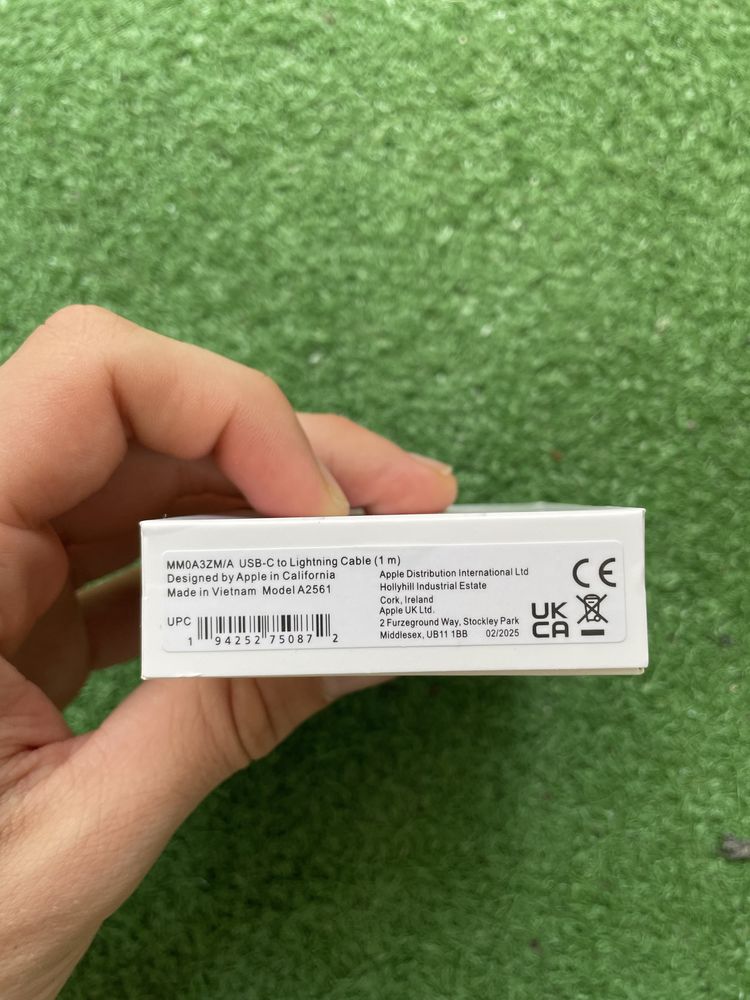 MM0A3ZM/A USB-C to Lightning Cable (1 m)
Designed by Apple in California
Made in Vietnam Model A2561
UPC
1 94252 75087 2
Apple Distribution International Ltd
Hollyhill Industrial Estate
Cork, Ireland
Apple UK Ltd.
2 Furzeground Way, Stockley Park
Middlesex, UB11 1BB 02/2025
CE
UK
CA